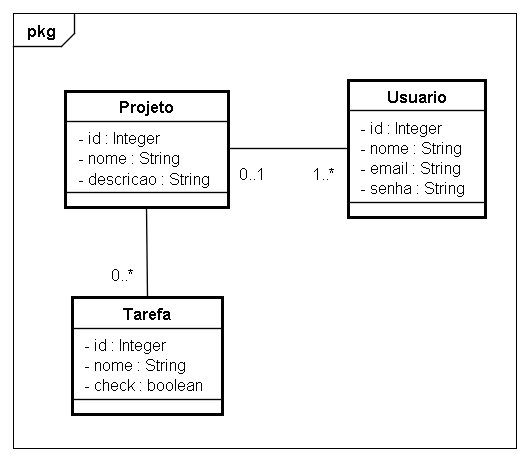 pkg
Projeto
- id : Integer
- nome : String
- descricao : String
Usuario
- id : Integer
- nome : String
- email : String
- senha : String
0..1
1..*
0..*
Tarefa
- id : Integer
- nome : String
- check : boolean